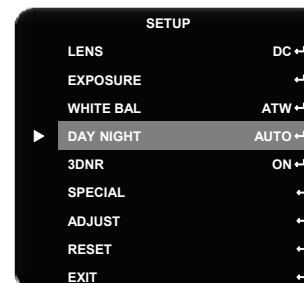 SETUP
LENS DC↵
EXPOSURE ↵
WHITE BAL ATW↵
DAY NIGHT AUTO↵
3DNR ON↵
SPECIAL ↵
ADJUST ↵
RESET ↵
EXIT ↵